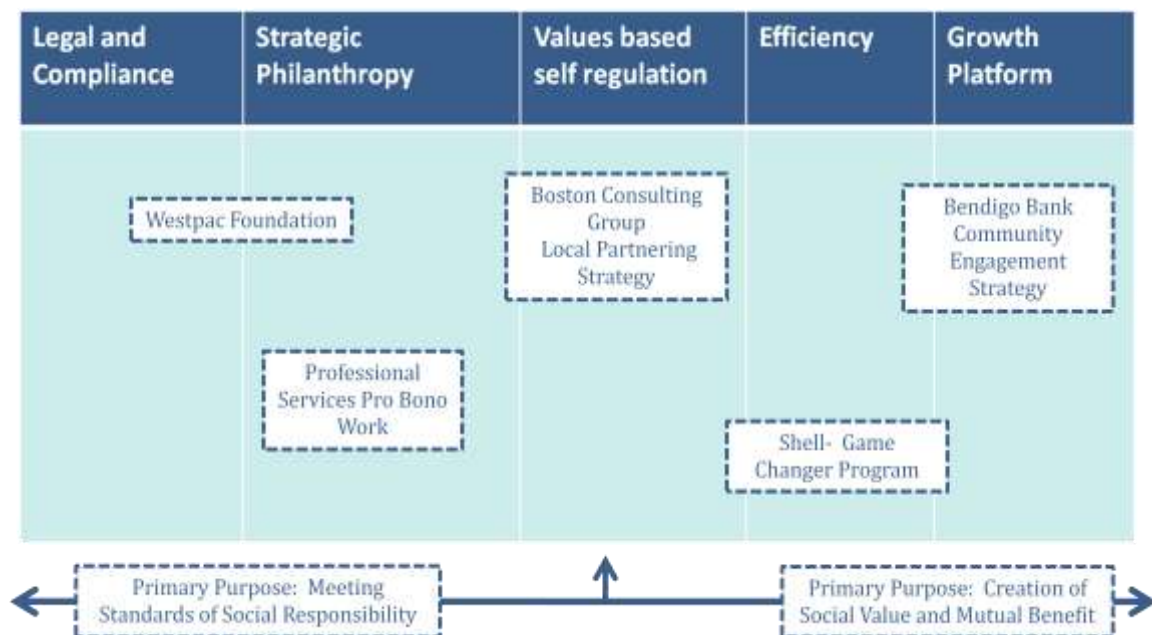 Legal and
Compliance
Strategic
Philanthropy
Values based
self regulation
Efficiency
Growth
Platform
Westpac Foundation
Boston Consulting
Group
Local Partnering
Strategy
Bendigo Bank
Community
Engagement
Strategy
Professional
Services Pro Bono
Work
Shell- Game
Changer Program
Primary Purpose: Meeting
Standards of Social Responsibility
Primary Purpose: Creation of
Social Value and Mutual Benefit